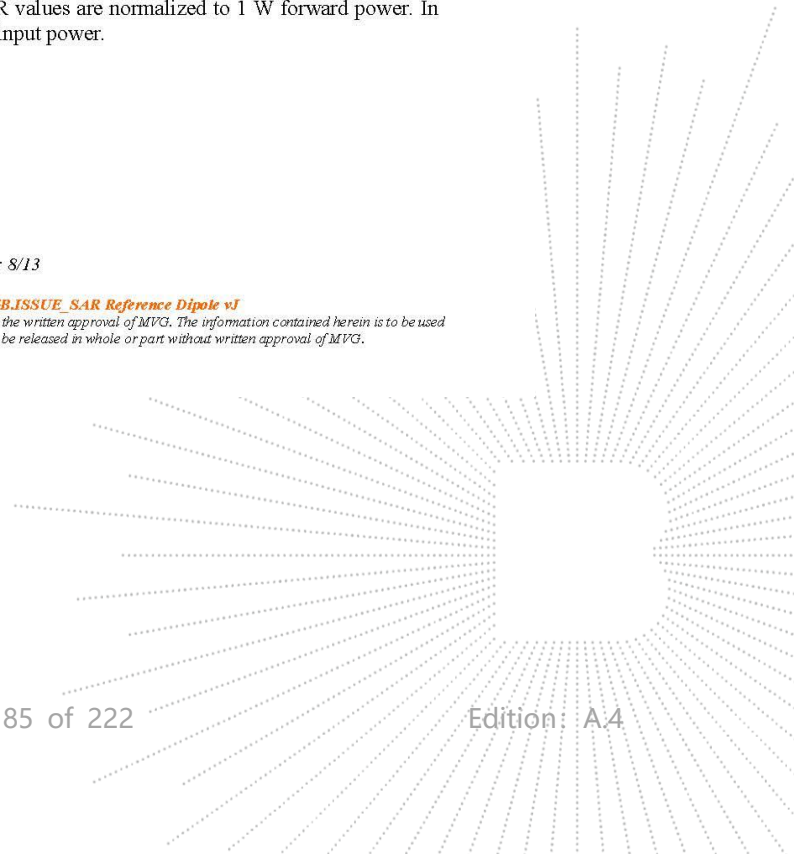 R values are normalized to 1 W forward power. In
nput power.
: 8/13
B.ISSUE_SAR Reference Dipole vJ
the written approval of MVG. The information contained herein is to be used
be released in whole or part without written approval of MVG.
85 of 222
Edition: A.4